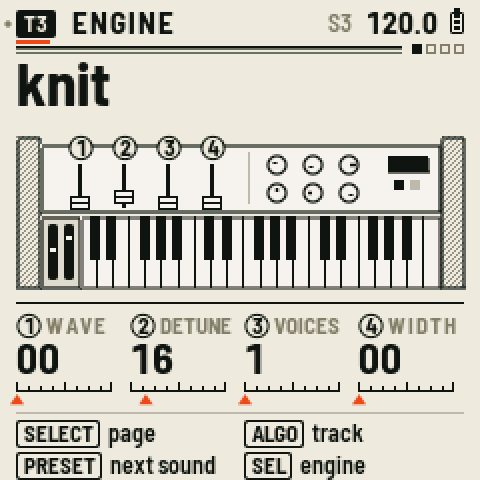 T3 ENGINE S3 120.0
knit
1 2 3 4
1 WAVE 2 DETUNE 3 VOICES 4 WIDTH
00 16 1 00
SELECT page ALGO track
PRESET next sound SEL engine